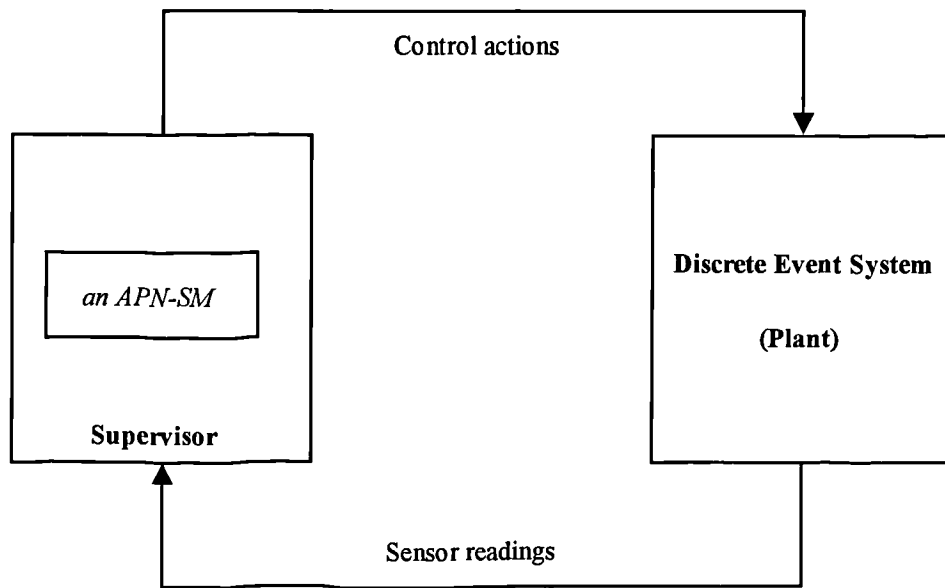 Control actions
an APN-SM
Supervisor
Discrete Event System
(Plant)
Sensor readings